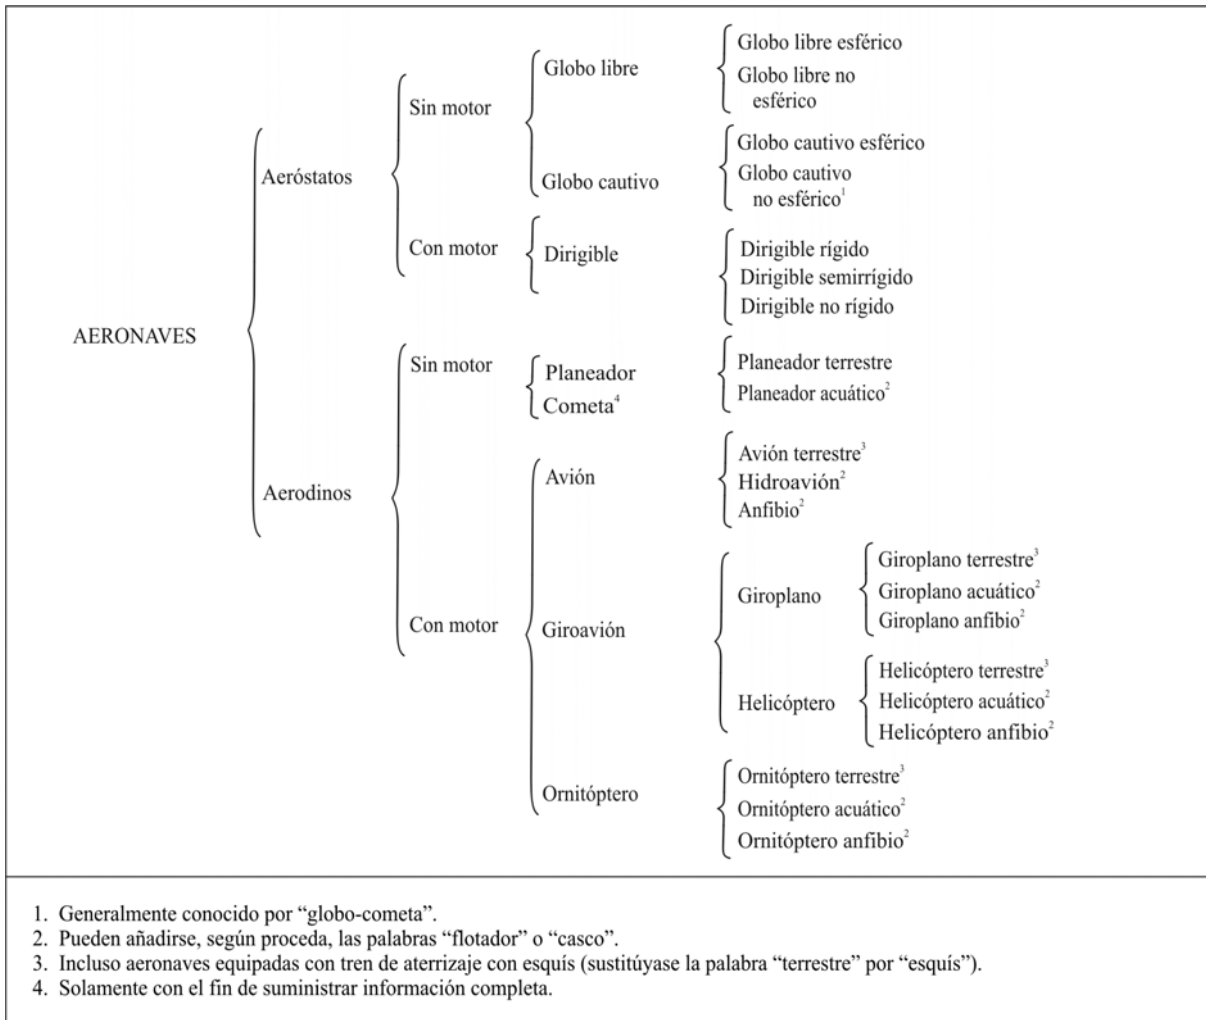 AERONAVES
Aeróstatos
Sin motor
Globo libre
Globo libre esférico
Globo libre no
esférico
Globo cautivo
Globo cautivo esférico
Globo cautivo
no esférico¹
Con motor
Dirigible
Dirigible rígido
Dirigible semirrígido
Dirigible no rígido
Aerodinos
Sin motor
Planeador
Planeador terrestre
Planeador acuático²
Cometa⁴
Con motor
Avión
Avión terrestre³
Hidroavión²
Anfibio²
Giroavión
Giroplano
Giroplano terrestre³
Giroplano acuático²
Giroplano anfibio²
Helicóptero
Helicóptero terrestre³
Helicóptero acuático²
Helicóptero anfibio²
Ornitóptero
Ornitóptero terrestre³
Ornitóptero acuático²
Ornitóptero anfibio²
1. Generalmente conocido por “globo-cometa”.
2. Pueden añadirse, según proceda, las palabras “flotador” o “casco”.
3. Incluso aeronaves equipadas con tren de aterrizaje con esquís (sustitúyase la palabra “terrestre” por “esquís”).
4. Solamente con el fin de suministrar información completa.